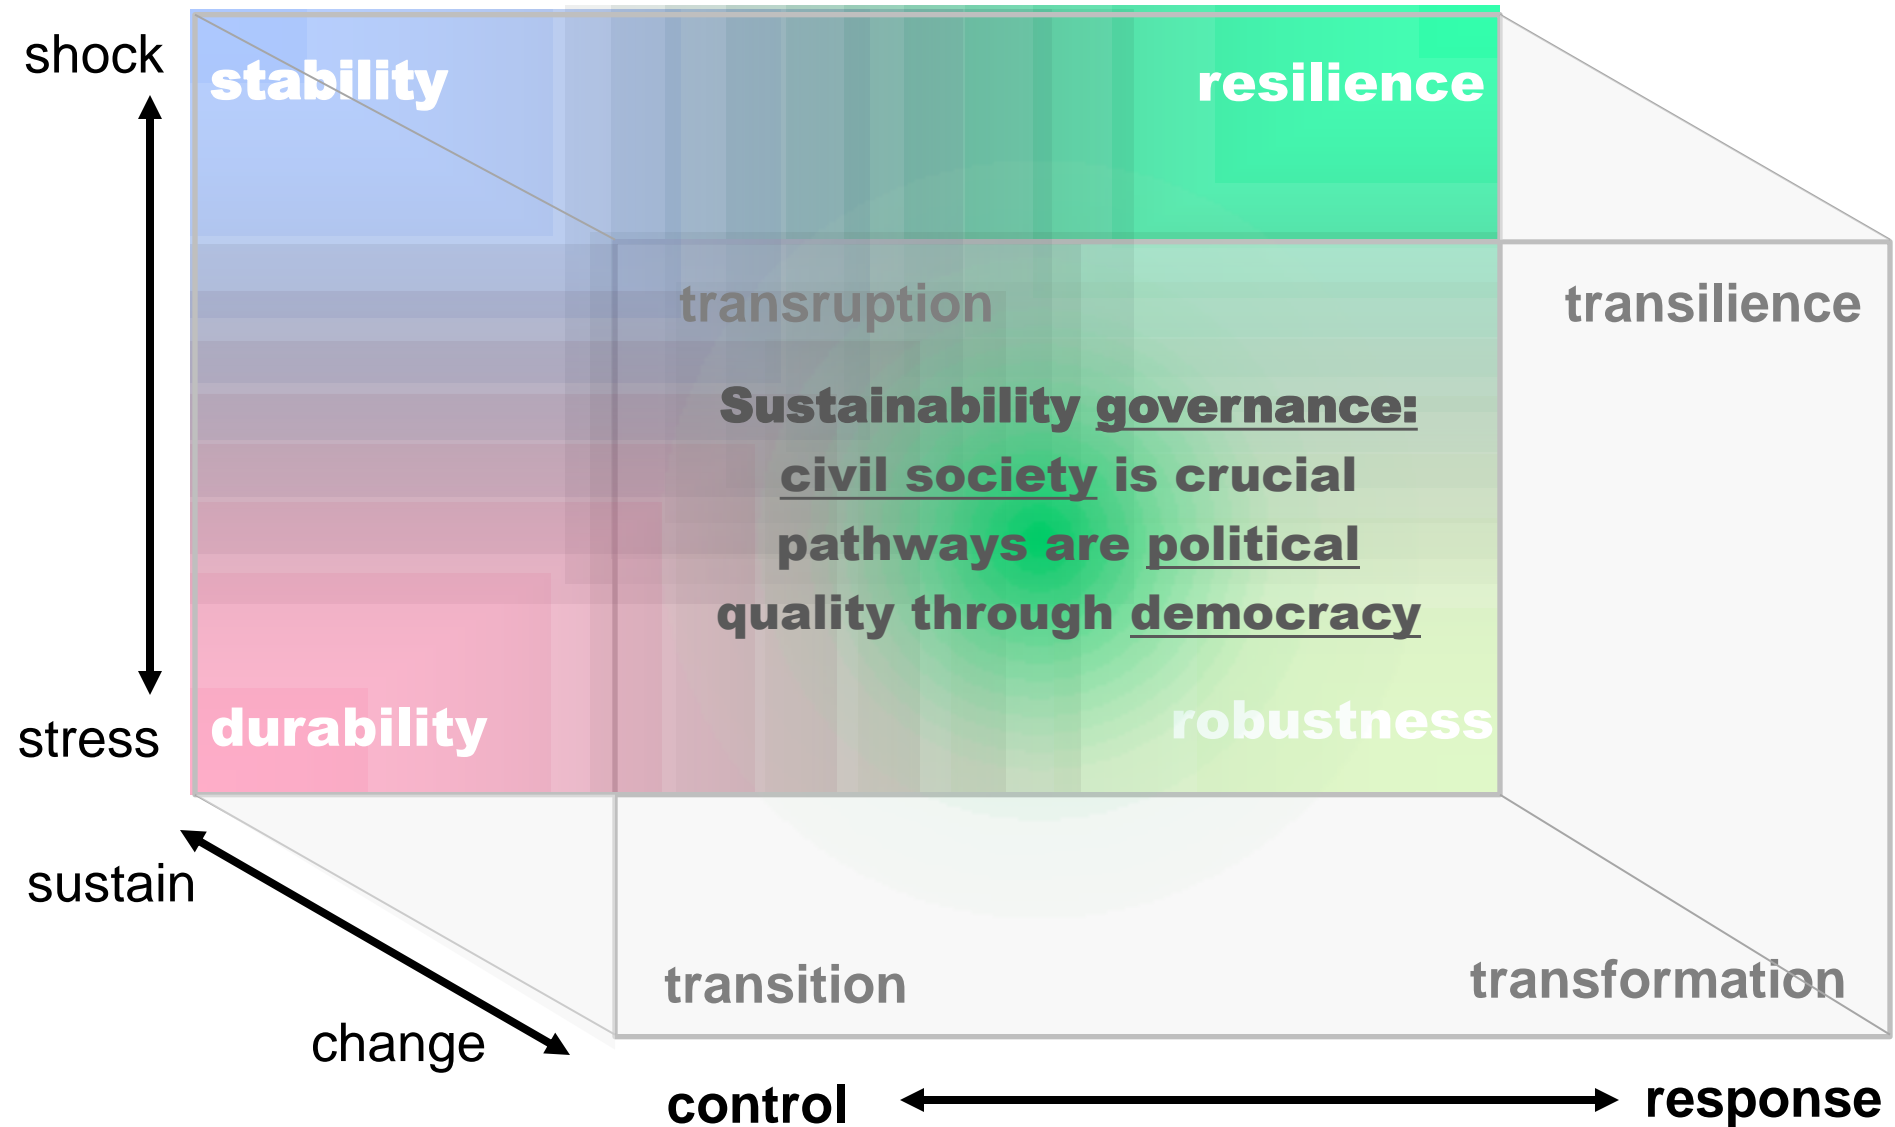 shock
stability
resilience
transruption
transilience
Sustainability governance:
civil society is crucial
pathways are political
quality through democracy
stress
durability
robustness
sustain
transition
transformation
change
control
response